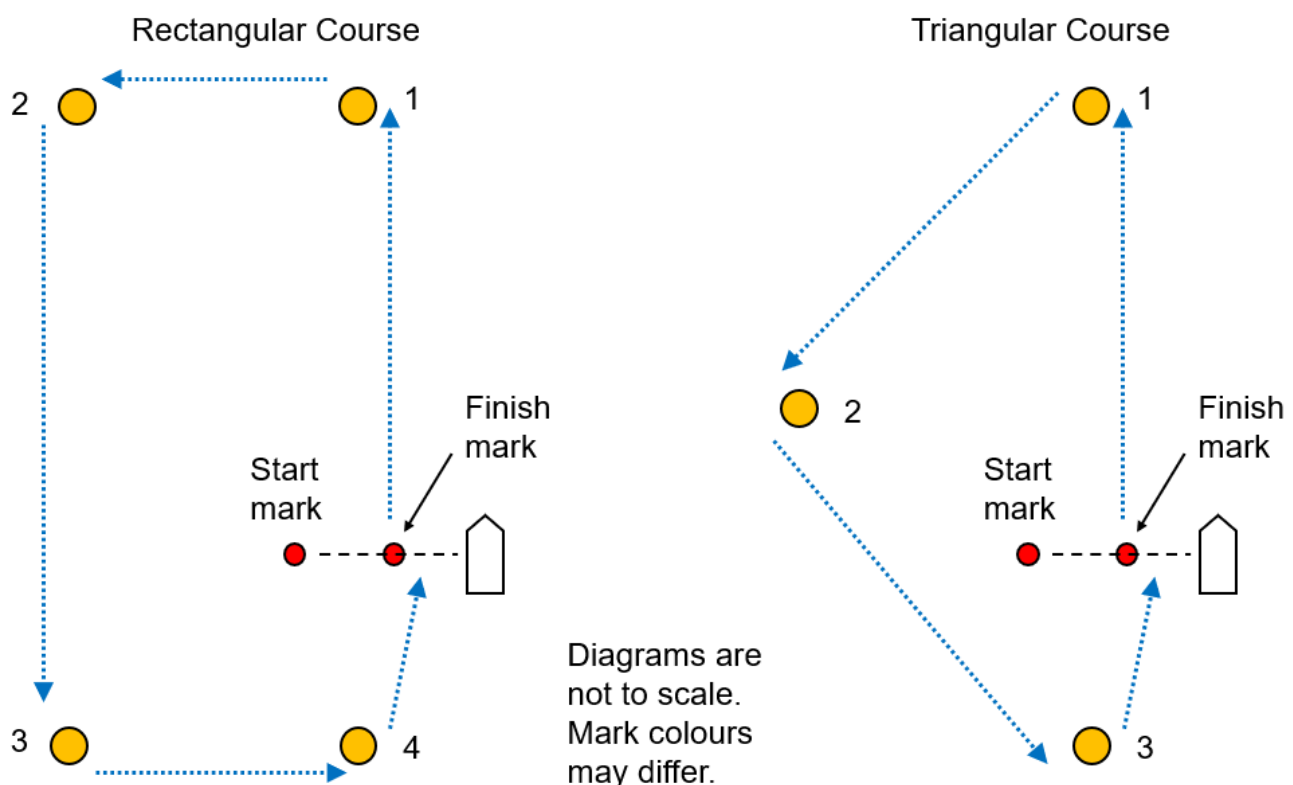 Rectangular Course
2
1
Finish
mark
Start
mark
3
4
Triangular Course
1
2
Finish
mark
Start
mark
3
Diagrams are
not to scale.
Mark colours
may differ.